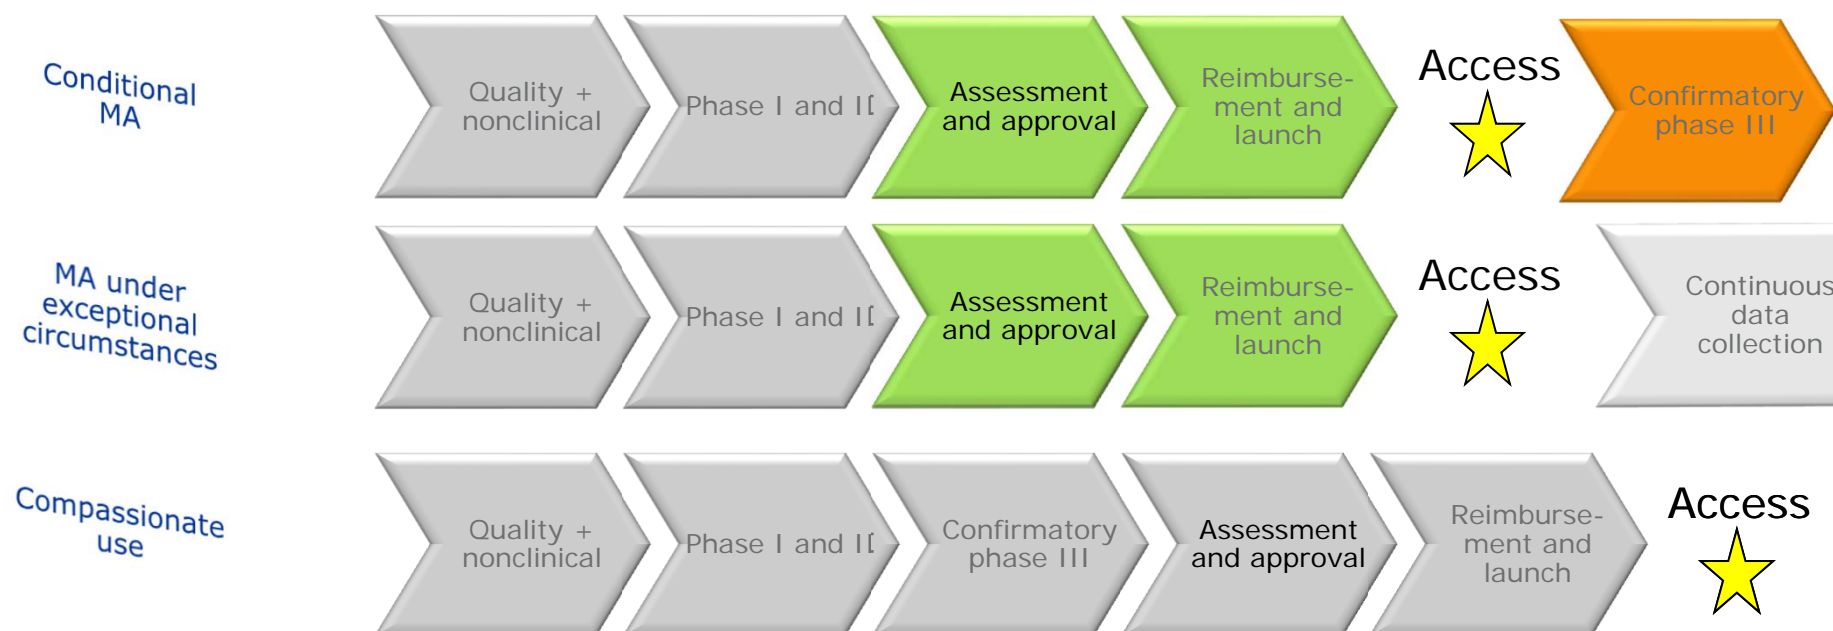 Conditional
MA
Quality +
nonclinical
Phase I and II
Assessment
and approval
Reimburse-
ment and
launch
Access
Confirmatory
phase III
MA under
exceptional
circumstances
Quality +
nonclinical
Phase I and II
Assessment
and approval
Reimburse-
ment and
launch
Access
Continuous
data
collection
Compassionate
use
Quality +
nonclinical
Phase I and II
Confirmatory
phase III
Assessment
and approval
Reimburse-
ment and
launch
Access